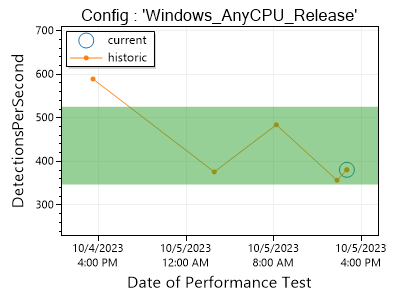 Config : 'Windows_AnyCPU_Release'
current
historic
DetectionsPerSecond
700
600
500
400
300
10/4/2023
4:00 PM
10/5/2023
12:00 AM
10/5/2023
8:00 AM
10/5/2023
4:00 PM
Date of Performance Test